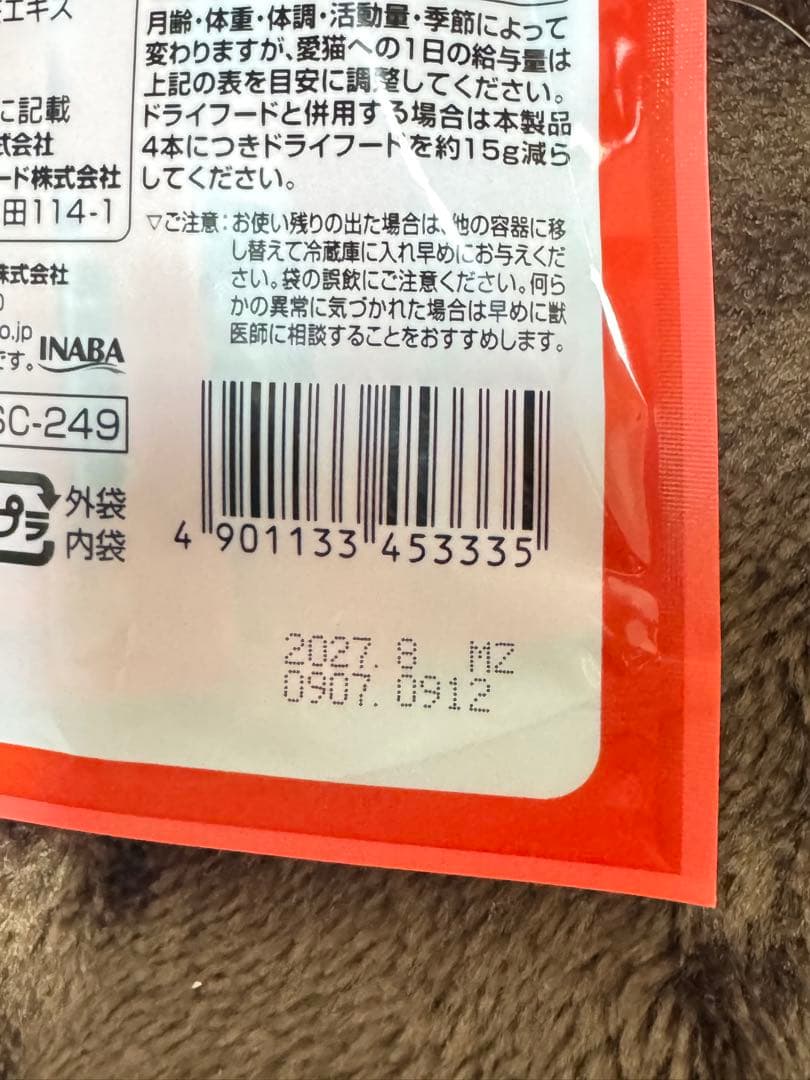 エキス
月齢・体重・体調・活動量・季節によって
変わりますが、愛猫への1日の給与量は
上記の表を目安に調整してください。
ドライフードと併用する場合は本製品
4本につきドライフードを約15g減ら
してください。
に記載
式会社
ード株式会社
田114-1
▽ご注意：お使い残りの出た場合は、他の容器に移
し替えて冷蔵庫に入れ早めにお与えくだ
さい。袋の誤飲にご注意ください。何ら
かの異常に気づかれた場合は早めに獣
医師に相談することをおすすめします。
株式会社
0
o.jp
です。
INABA
SC-249
プラ
外袋
内袋
4 901133 453335
2027. 8 MZ
0907. 0912